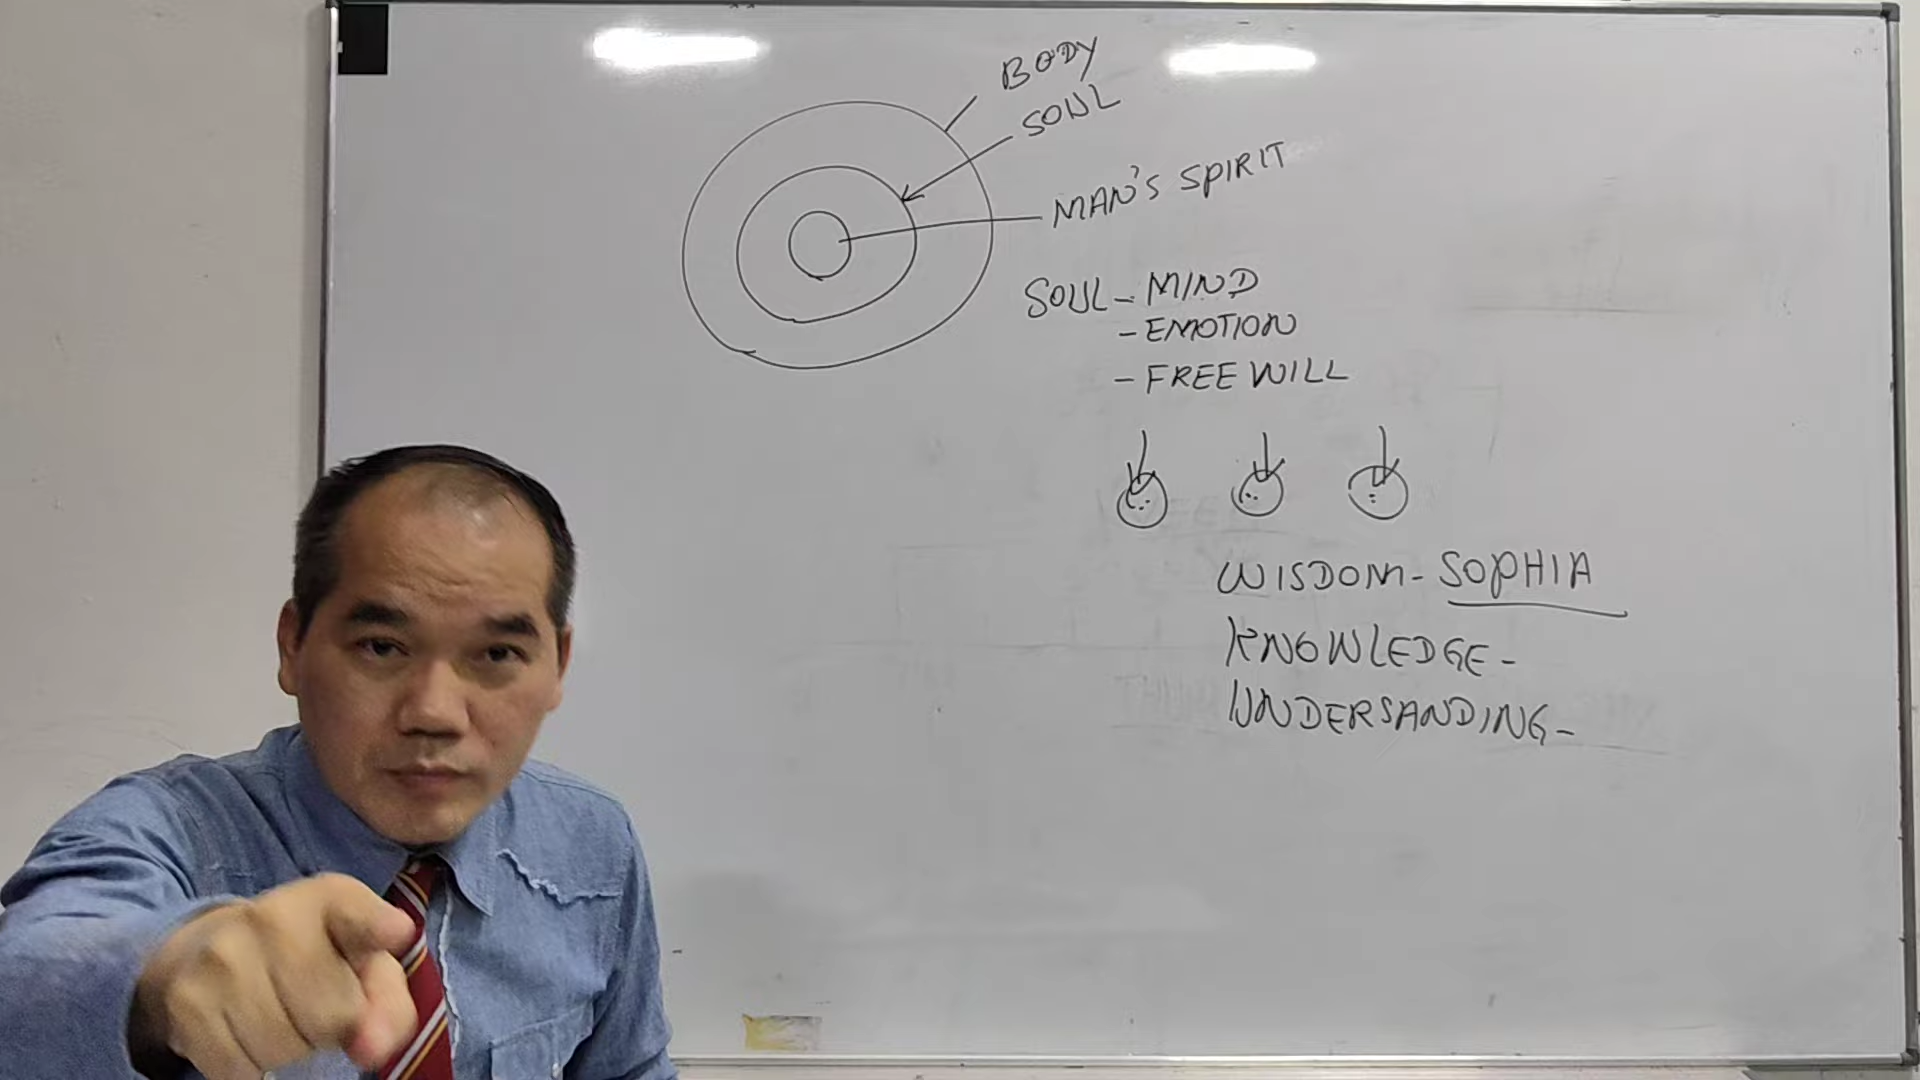 BODY
SOUL
MAN'S SPIRIT
SOUL - MIND
- EMOTION
- FREE WILL
WISDOM - SOPHIA
KNOWLEDGE -
UNDERSANDING -